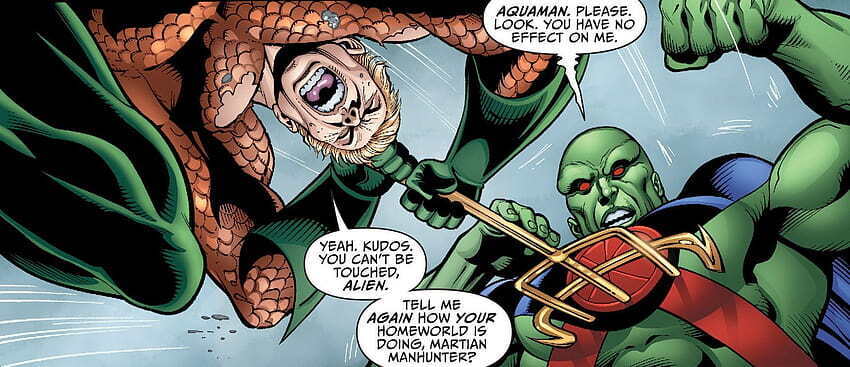 AQUAMAN. PLEASE.
LOOK. YOU HAVE NO
EFFECT ON ME.
YEAH. KUDOS.
YOU CAN'T BE
TOUCHED,
ALIEN.
TELL ME
AGAIN HOW YOUR
HOMEWORLD IS
DOING, MARTIAN
MANHUNTER?